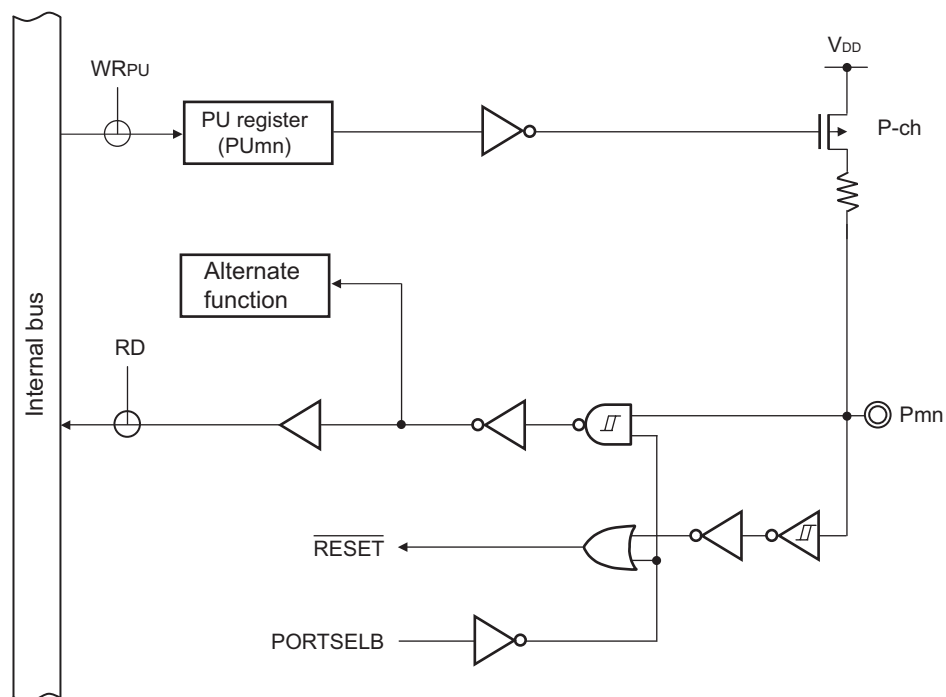 VDD
WRPU
PU register
(PUmn)
P-ch
Alternate
function
Internal bus
RD
Pmn
RESET
PORTSELB